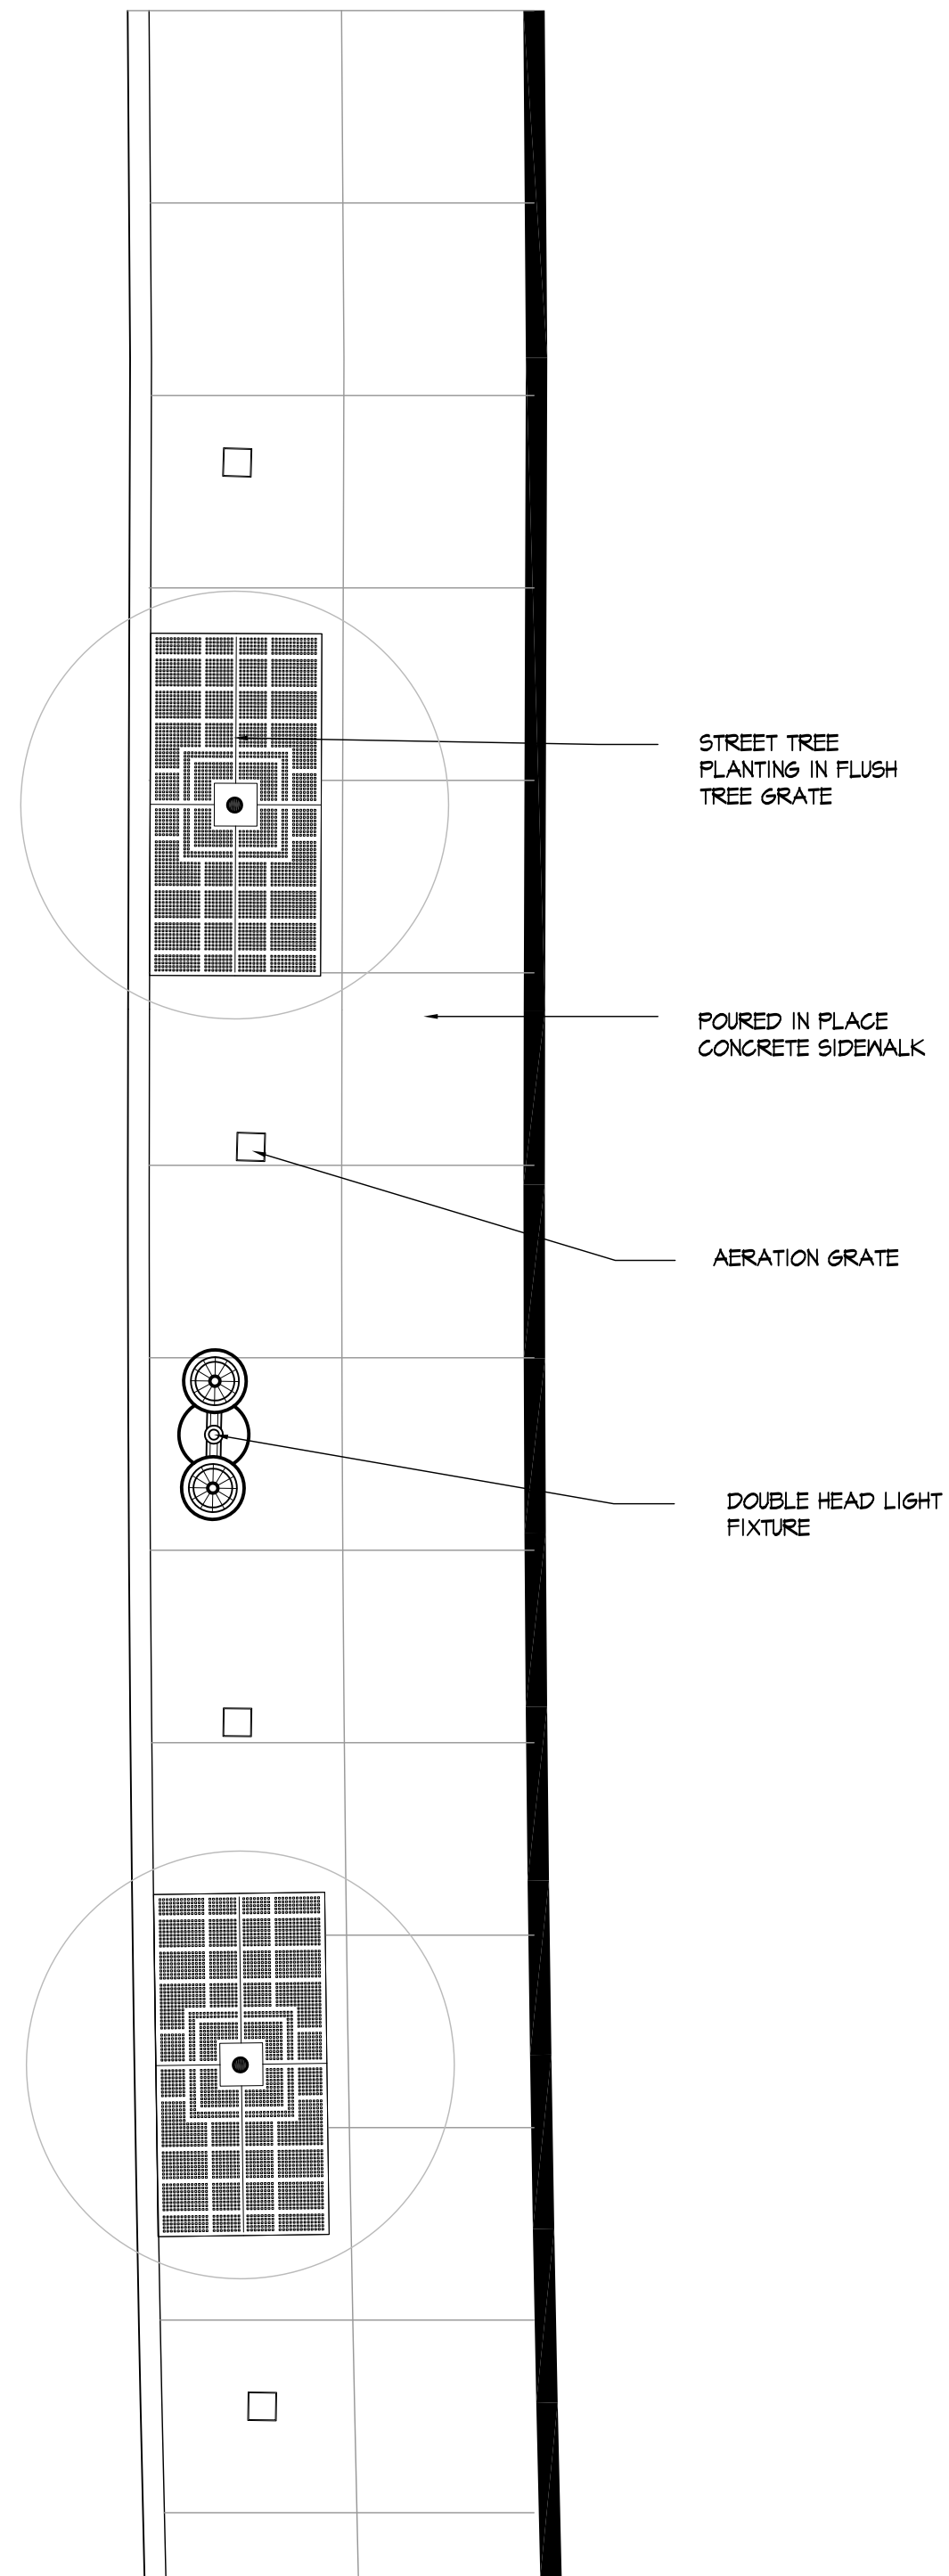 STREET TREE
PLANTING IN FLUSH
TREE GRATE
POURED IN PLACE
CONCRETE SIDEWALK
AERATION GRATE
DOUBLE HEAD LIGHT
FIXTURE